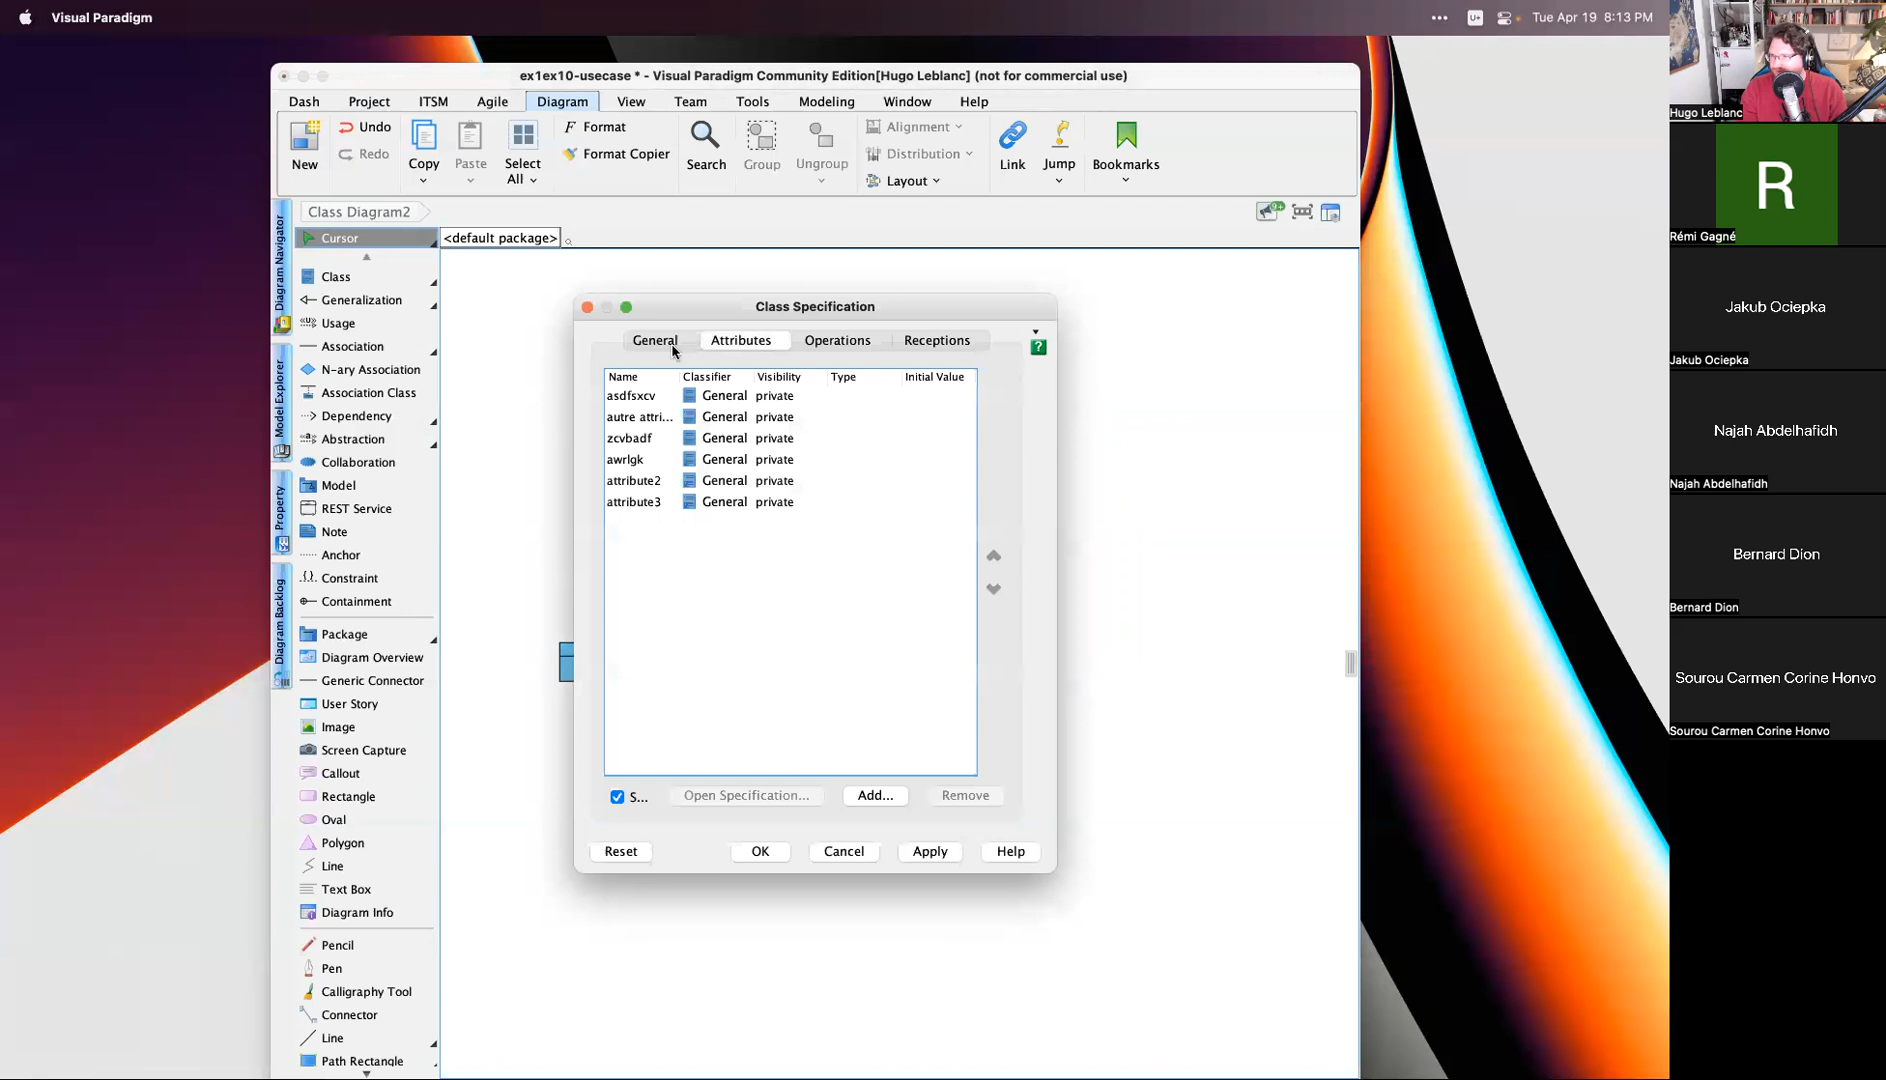 Visual Paradigm
Tue Apr 19 8:13 PM
ex1ex10-usecase * - Visual Paradigm Community Edition[Hugo Leblanc] (not for commercial use)
Dash Project ITSM Agile Diagram View Team Tools Modeling Window Help
New
Undo
Redo
Copy
Paste
Select All
Format
Format Copier
Search
Group
Ungroup
Alignment
Distribution
Layout
Link
Jump
Bookmarks
Class Diagram2
9+
Diagram Navigator
Model Explorer
Property
Diagram Backlog
Cursor
Class
Generalization
Usage
Association
N-ary Association
Association Class
Dependency
Abstraction
Collaboration
Model
REST Service
Note
Anchor
Constraint
Containment
Package
Diagram Overview
Generic Connector
User Story
Image
Screen Capture
Callout
Rectangle
Oval
Polygon
Line
Text Box
Diagram Info
Pencil
Pen
Calligraphy Tool
Connector
Line
Path Rectangle
<default package>
Class Specification
General Attributes Operations Receptions
?
Name Classifier Visibility Type Initial Value
asdfsxcv General private
autre attri... General private
zcvbadf General private
awrlgk General private
attribute2 General private
attribute3 General private
S... Open Specification... Add... Remove
Reset OK Cancel Apply Help
Hugo Leblanc
R
Rémi Gagné
Jakub Ociepka
Jakub Ociepka
Najah Abdelhafidh
Najah Abdelhafidh
Bernard Dion
Bernard Dion
Sourou Carmen Corine Honvo
Sourou Carmen Corine Honvo